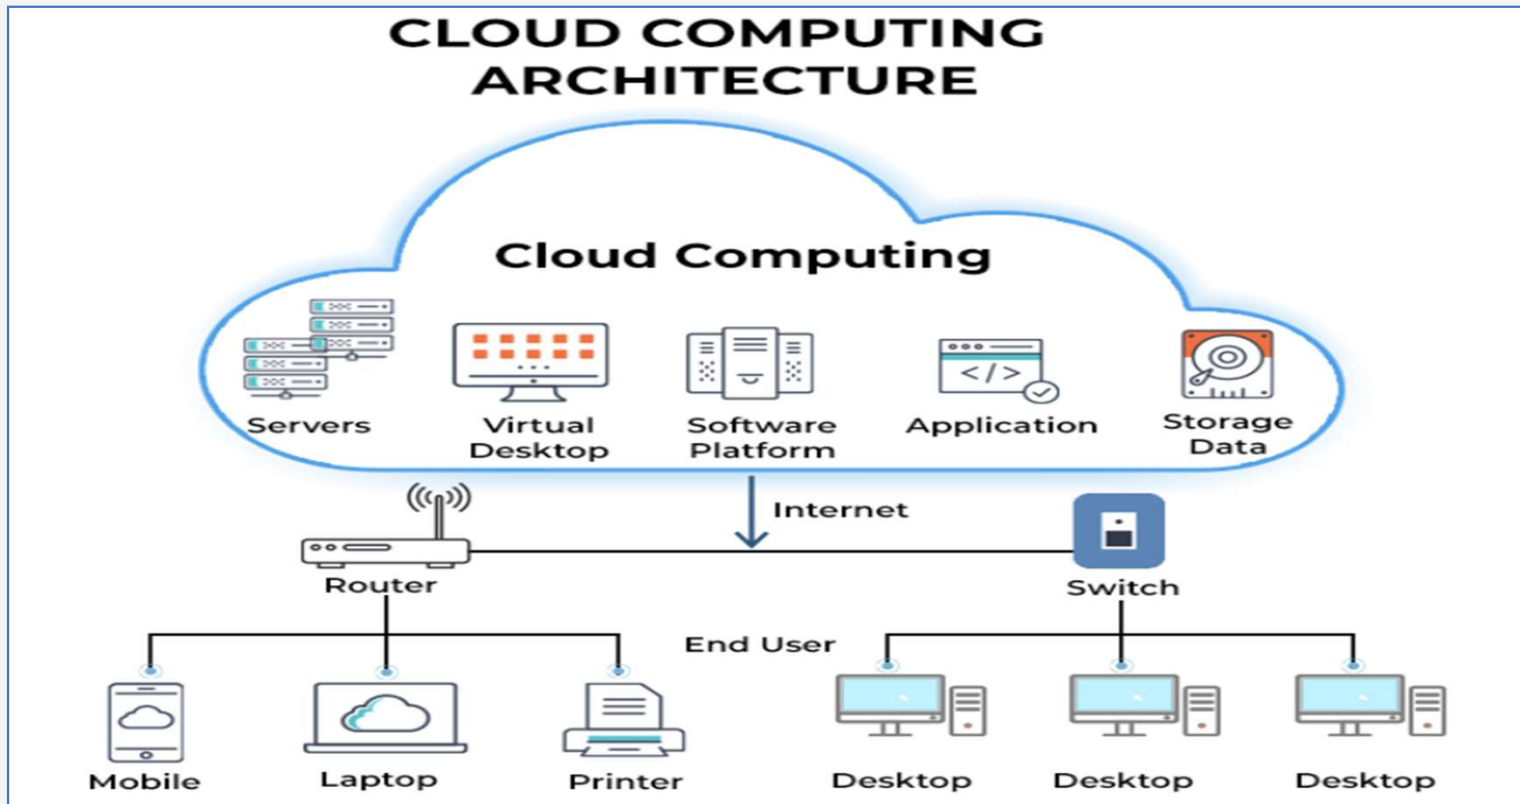 CLOUD COMPUTING
ARCHITECTURE
Cloud Computing
Servers
Virtual
Desktop
Software
Platform
</>
Application
Storage
Data
Internet
Router
Switch
End User
Mobile
Laptop
Printer
Desktop
Desktop
Desktop